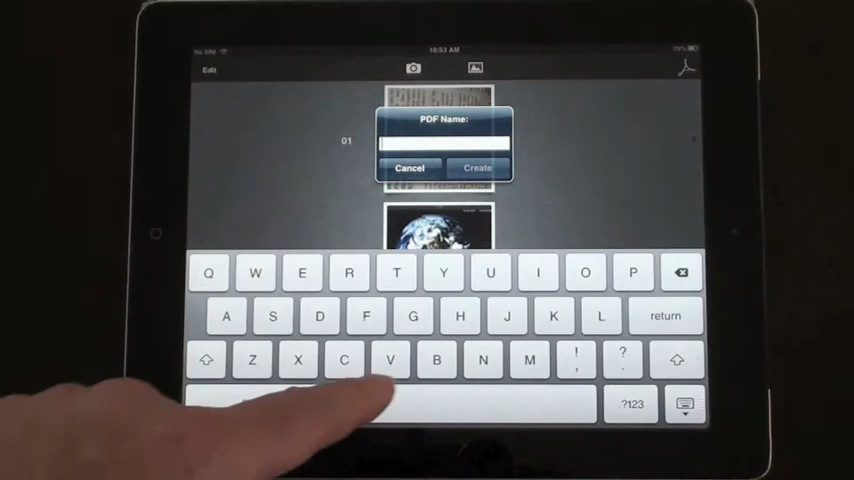 No SIM
10:53 AM
Edit
PDF Name:
01
Cancel
Create
Q W E R T Y U I O P
A S D F G H J K L return
Z X C V B N M ! , ? .
.?123